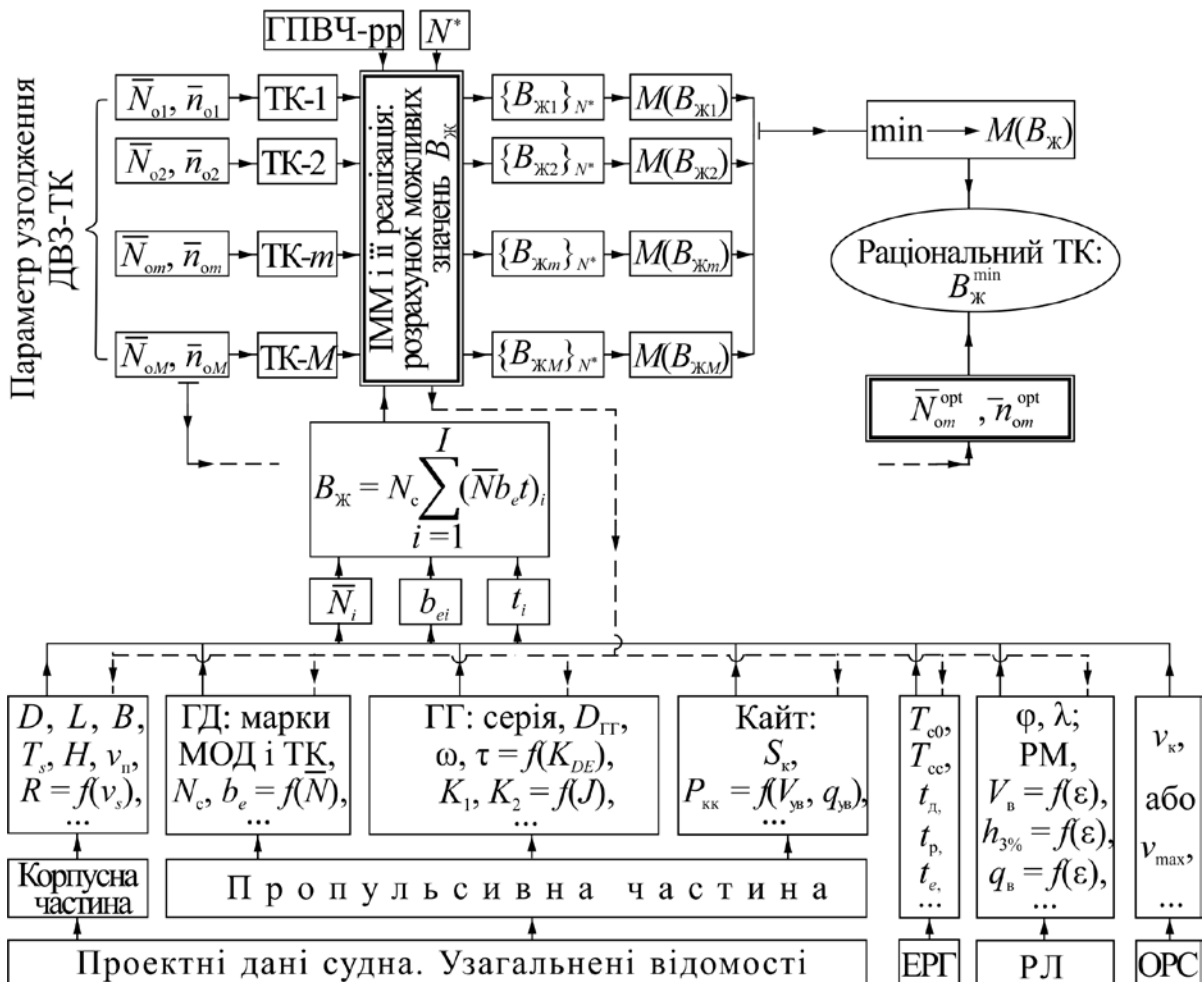 ГПВЧ-рр
N*
Параметр узгодження
ДВЗ-ТК
N̅о1, n̅о1
ТК-1
{BЖ1}N*
M(BЖ1)
N̅о2, n̅о2
ТК-2
{BЖ2}N*
M(BЖ2)
N̅оm, n̅оm
ТК-m
{BЖm}N*
M(BЖm)
N̅оM, n̅оM
ТК-M
{BЖM}N*
M(BЖM)
ІММ і її реалізація:
розрахунок можливих
значень BЖ
min → M(BЖ)
Раціональний ТК:
BЖ^min
N̅оm^opt , n̅оm^opt
BЖ = Nс ∑ (i = 1, I) (N̅bet)i
N̅i
bei
ti
D, L, B,
Ts, H, vп
R = f(vs),
...
ГД: марки
МОД і ТК,
Nс, be = f(N̅),
...
ГГ: серія, DГГ,
ω, τ = f(KDE),
K1, K2 = f(J),
...
Кайт:
Sк,
Pкк = f(Vув, qув),
...
Tс0,
Tсс,
tд,
tр,
te,
...
φ, λ;
РМ,
Vв = f(ε),
h3% = f(ε),
qв = f(ε),
...
vк,
або
vmax,
...
Корпусна
частина
Пропульсивна частина
Проектні дані судна. Узагальнені відомості
ЕРГ
РЛ
ОРС